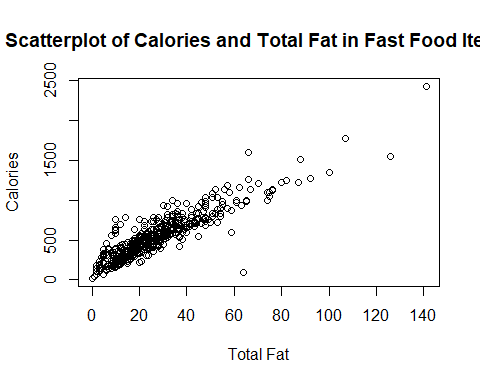 Scatterplot of Calories and Total Fat in Fast Food Ite
Calories
2500
1500
500
0
0 20 40 60 80 100 120 140
Total Fat